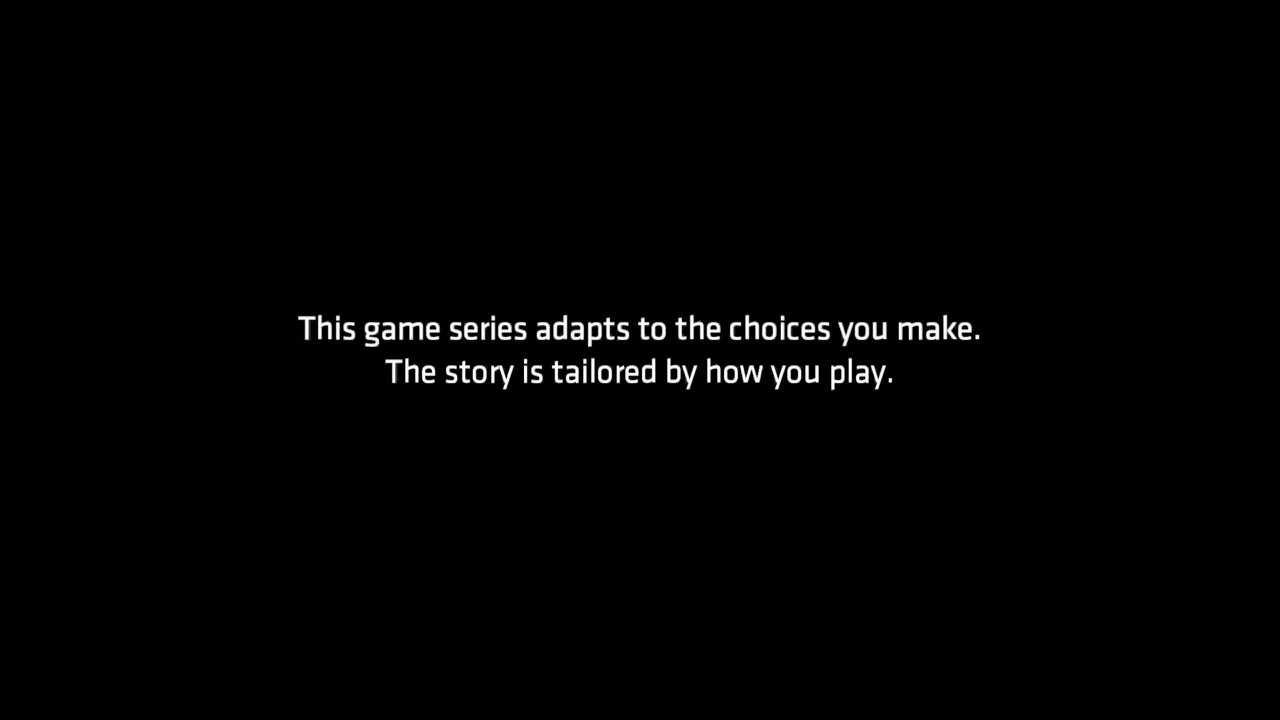 This game series adapts to the choices you make.
The story is tailored by how you play.